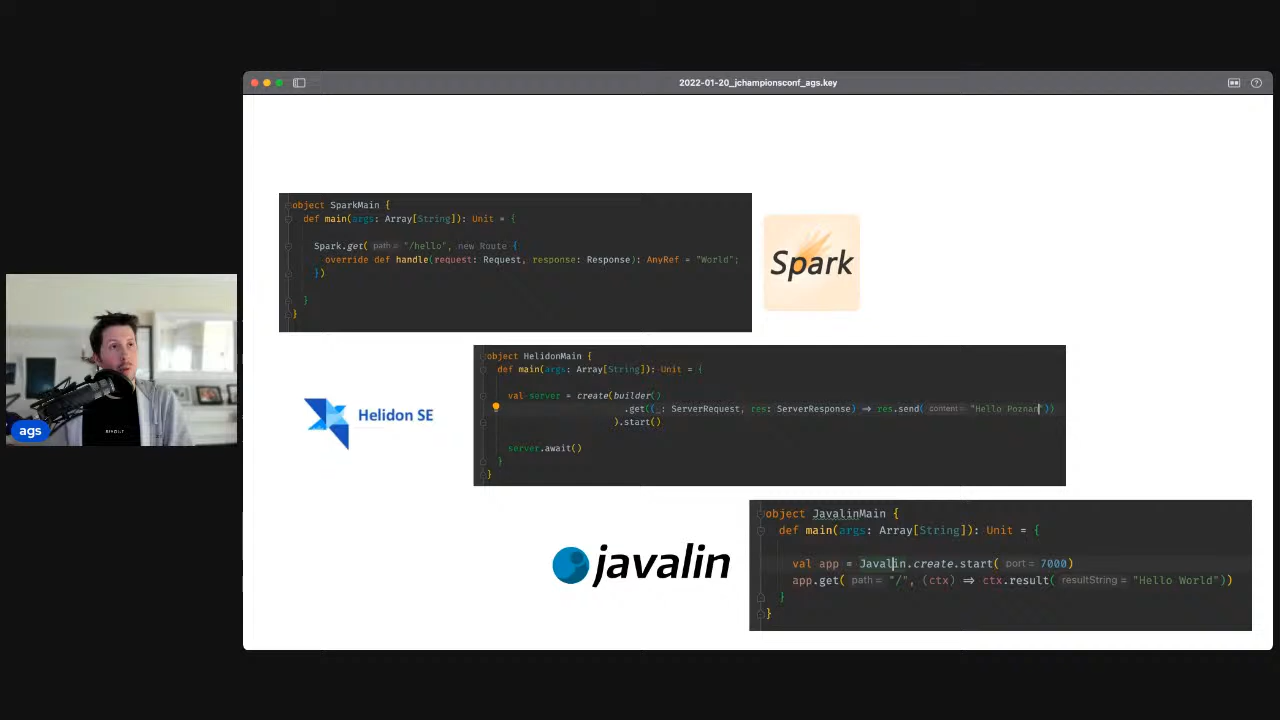 2022-01-20_jchampionsconf_ags.key
object SparkMain {
def main(args: Array[String]): Unit = {
Spark.get( path = "/hello", new Route {
override def handle(request: Request, response: Response): AnyRef = "World";
})
}
}
Spark
object HelidonMain {
def main(args: Array[String]): Unit = {
val server = create(builder()
.get((_: ServerRequest, res: ServerResponse) ⇒ res.send( content = "Hello Poznan"))
).start()
server.await()
}
}
Helidon SE
ags
object JavalinMain {
def main(args: Array[String]): Unit = {
val app = Javalin.create.start( port = 7000)
app.get( path = "/", (ctx) ⇒ ctx.result( resultString = "Hello World"))
}
}
javalin